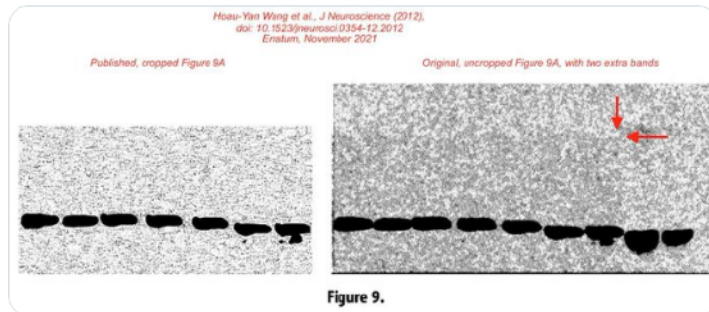 Hoau-Yan Wang et al., J Neuroscience (2012),
doi: 10.1523/jneurosci.0354-12.2012
Erratum, November 2021
Published, cropped Figure 9A
Original, uncropped Figure 9A, with two extra bands
Figure 9.